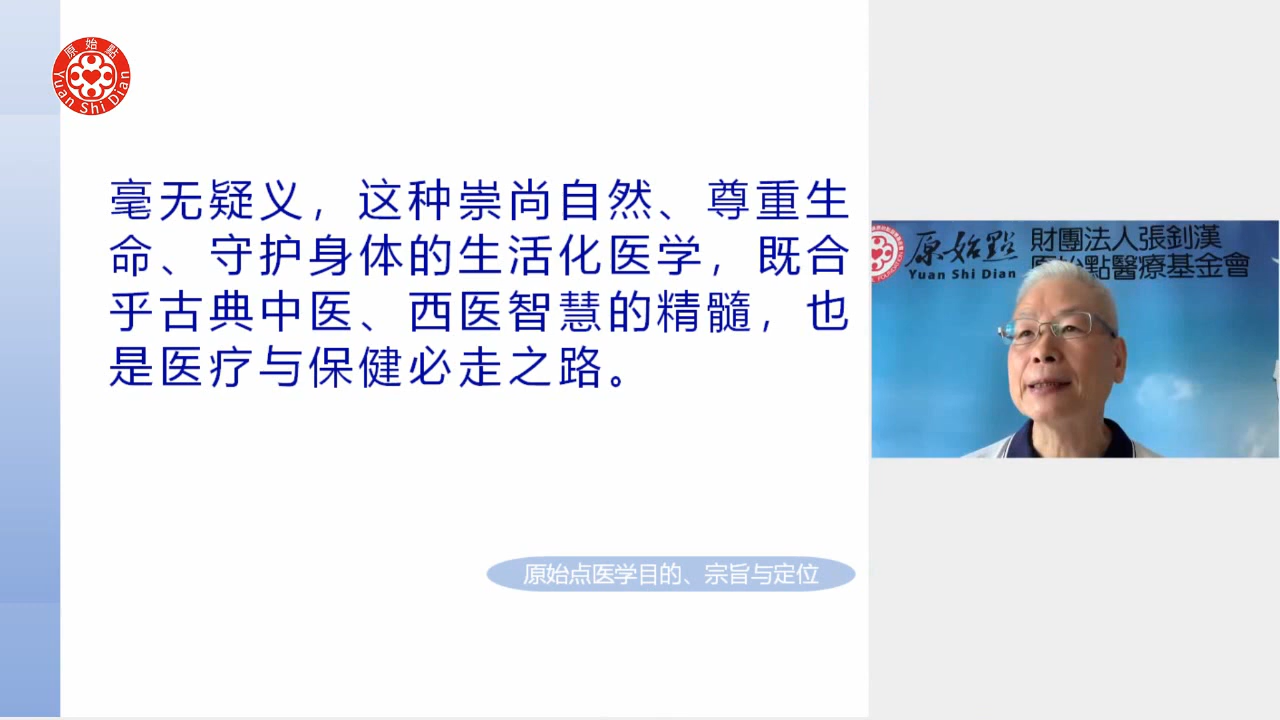 原始點
Yuan Shi Dian
毫无疑义，这种崇尚自然、尊重生
命、守护身体的生活化医学，既合
乎古典中医、西医智慧的精髓，也
是医疗与保健必走之路。
原始点医学目的、宗旨与定位
原始點
Yuan Shi Dian
財團法人張釗漢
原始點醫療基金會